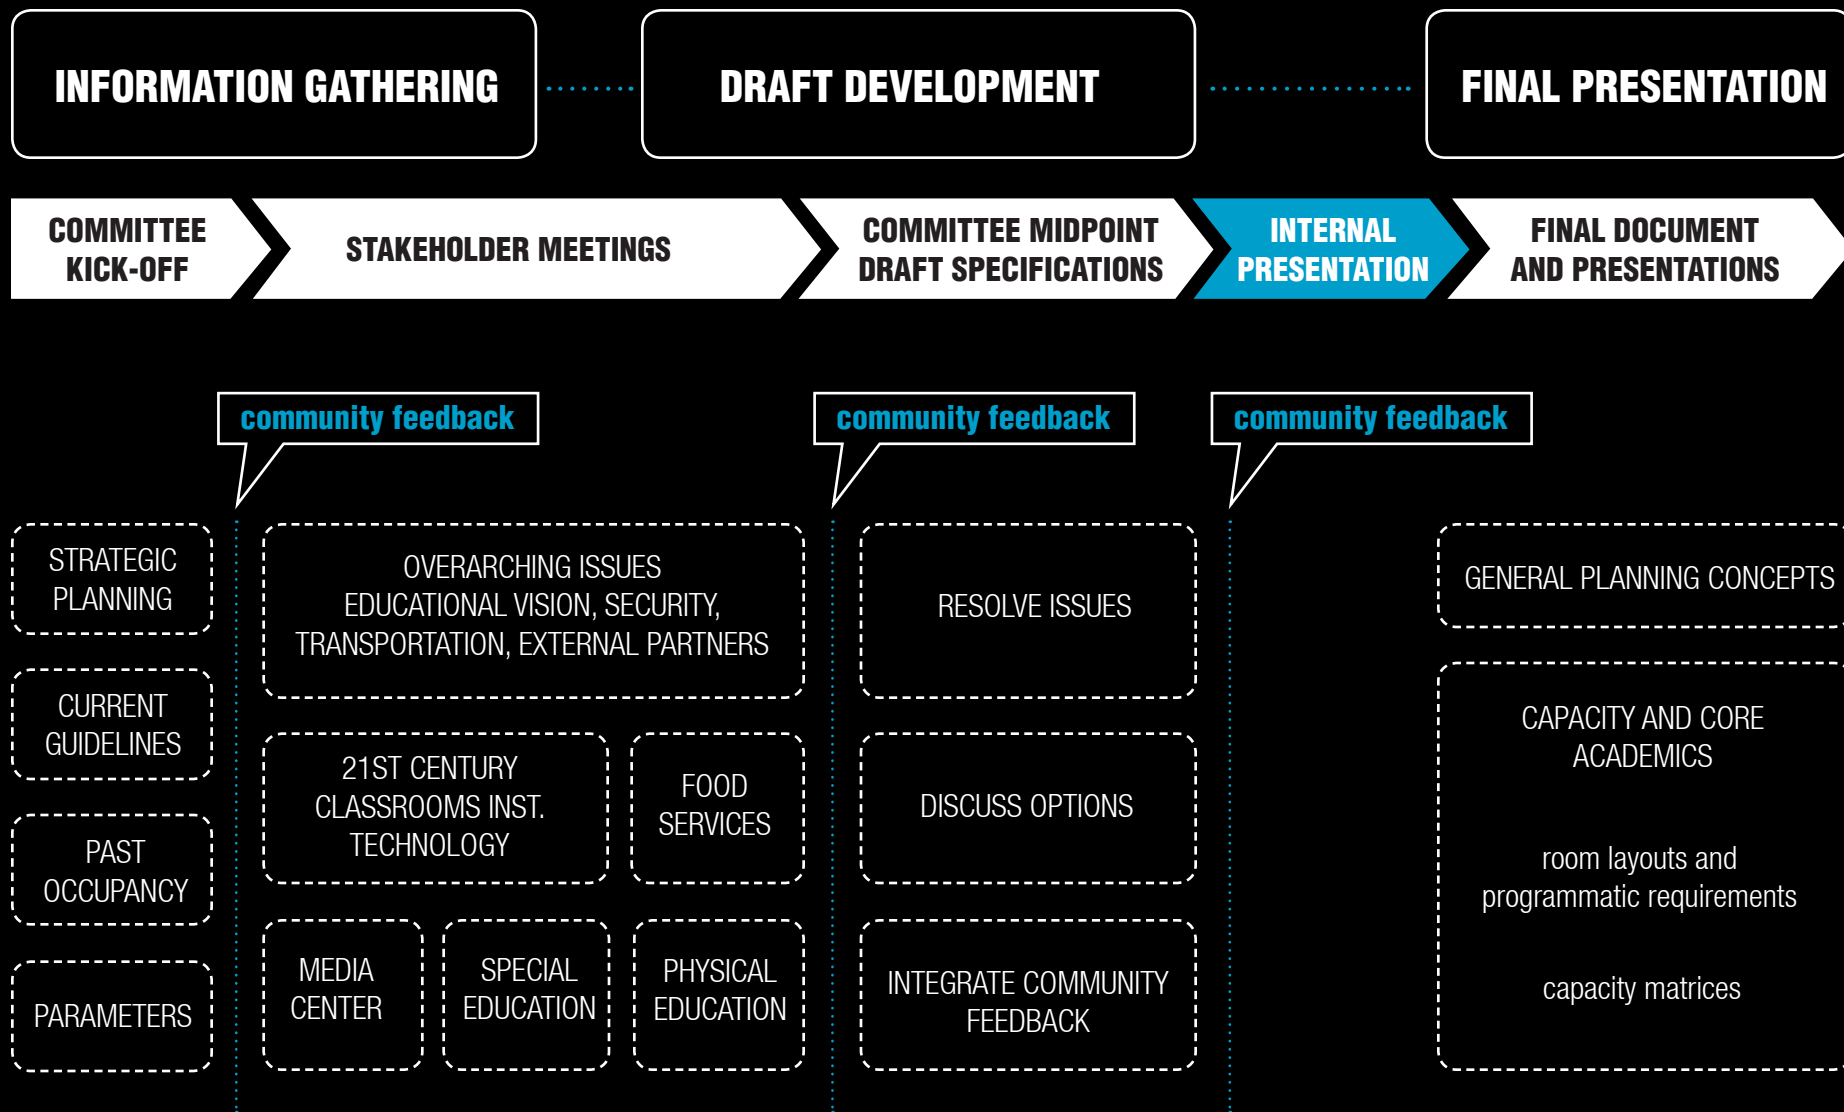 INFORMATION GATHERING
DRAFT DEVELOPMENT
FINAL PRESENTATION
COMMITTEE
KICK-OFF
STAKEHOLDER MEETINGS
COMMITTEE MIDPOINT
DRAFT SPECIFICATIONS
INTERNAL
PRESENTATION
FINAL DOCUMENT
AND PRESENTATIONS
community feedback
community feedback
community feedback
STRATEGIC
PLANNING
CURRENT
GUIDELINES
PAST
OCCUPANCY
PARAMETERS
OVERARCHING ISSUES
EDUCATIONAL VISION, SECURITY,
TRANSPORTATION, EXTERNAL PARTNERS
21ST CENTURY
CLASSROOMS INST.
TECHNOLOGY
FOOD
SERVICES
MEDIA
CENTER
SPECIAL
EDUCATION
PHYSICAL
EDUCATION
RESOLVE ISSUES
DISCUSS OPTIONS
INTEGRATE COMMUNITY
FEEDBACK
GENERAL PLANNING CONCEPTS
CAPACITY AND CORE
ACADEMICS
room layouts and
programmatic requirements
capacity matrices